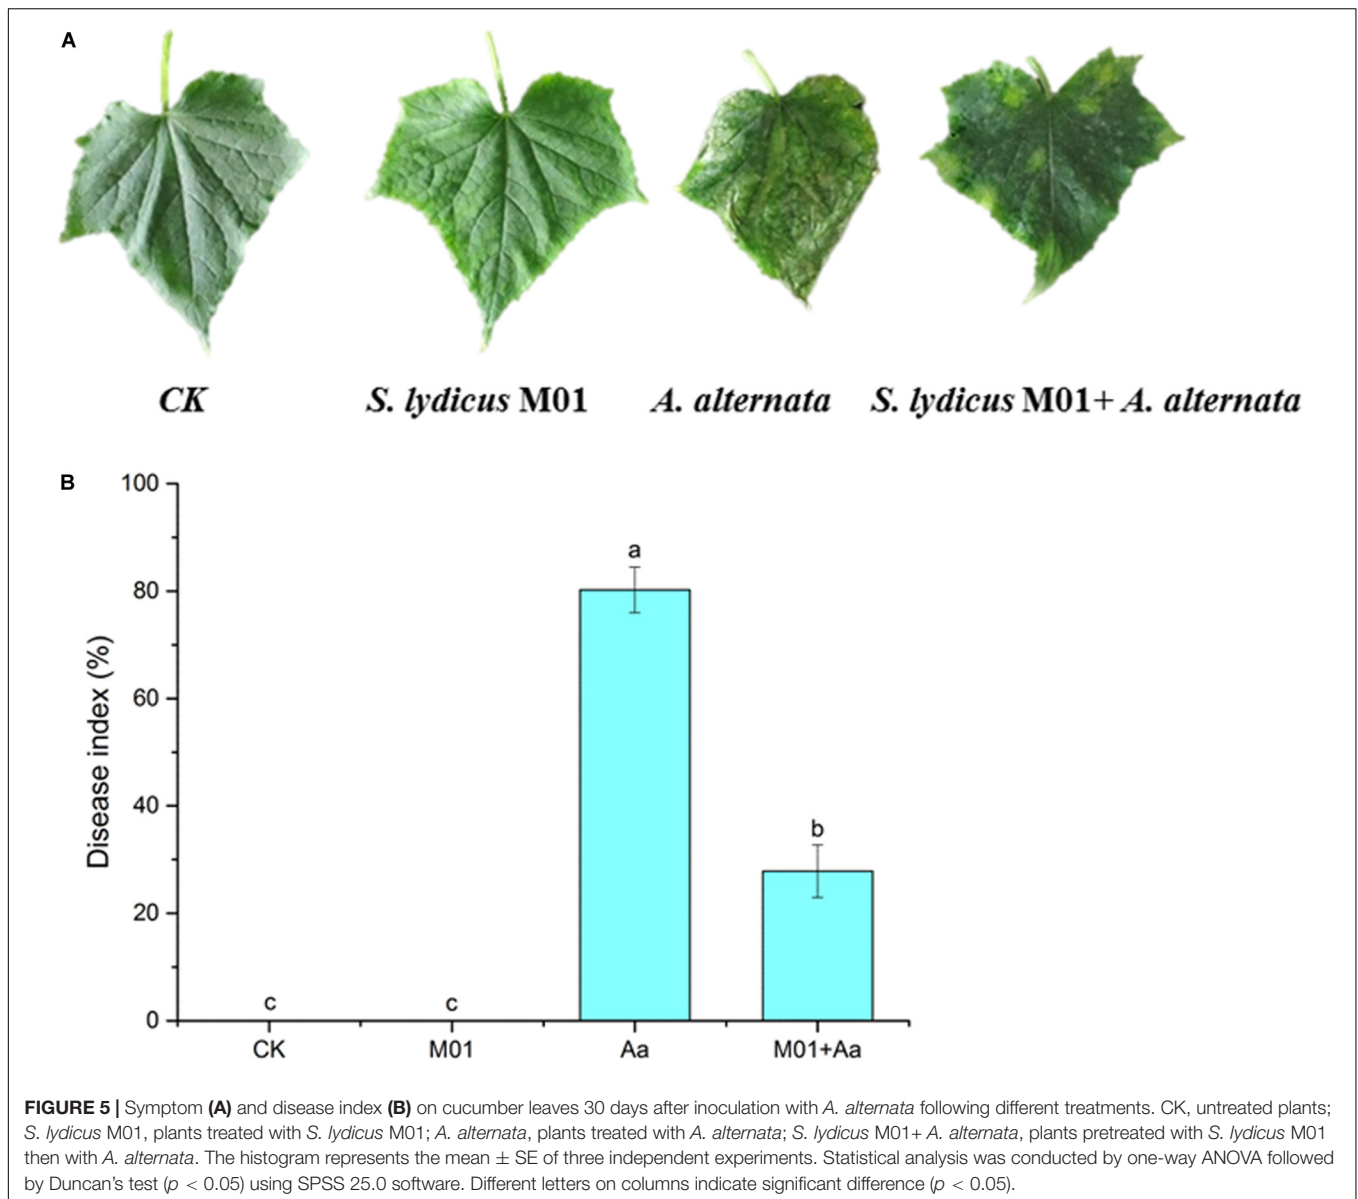 A
CK
S. lydicus M01
A. alternata
S. lydicus M01+ A. alternata
B
100
80
60
40
20
0
Disease index (%)
c
c
a
b
CK
M01
Aa
M01+Aa
FIGURE 5 | Symptom (A) and disease index (B) on cucumber leaves 30 days after inoculation with A. alternata following different treatments. CK, untreated plants;
S. lydicus M01, plants treated with S. lydicus M01; A. alternata, plants treated with A. alternata; S. lydicus M01+ A. alternata, plants pretreated with S. lydicus M01
then with A. alternata. The histogram represents the mean ± SE of three independent experiments. Statistical analysis was conducted by one-way ANOVA followed
by Duncan's test (p < 0.05) using SPSS 25.0 software. Different letters on columns indicate significant difference (p < 0.05).